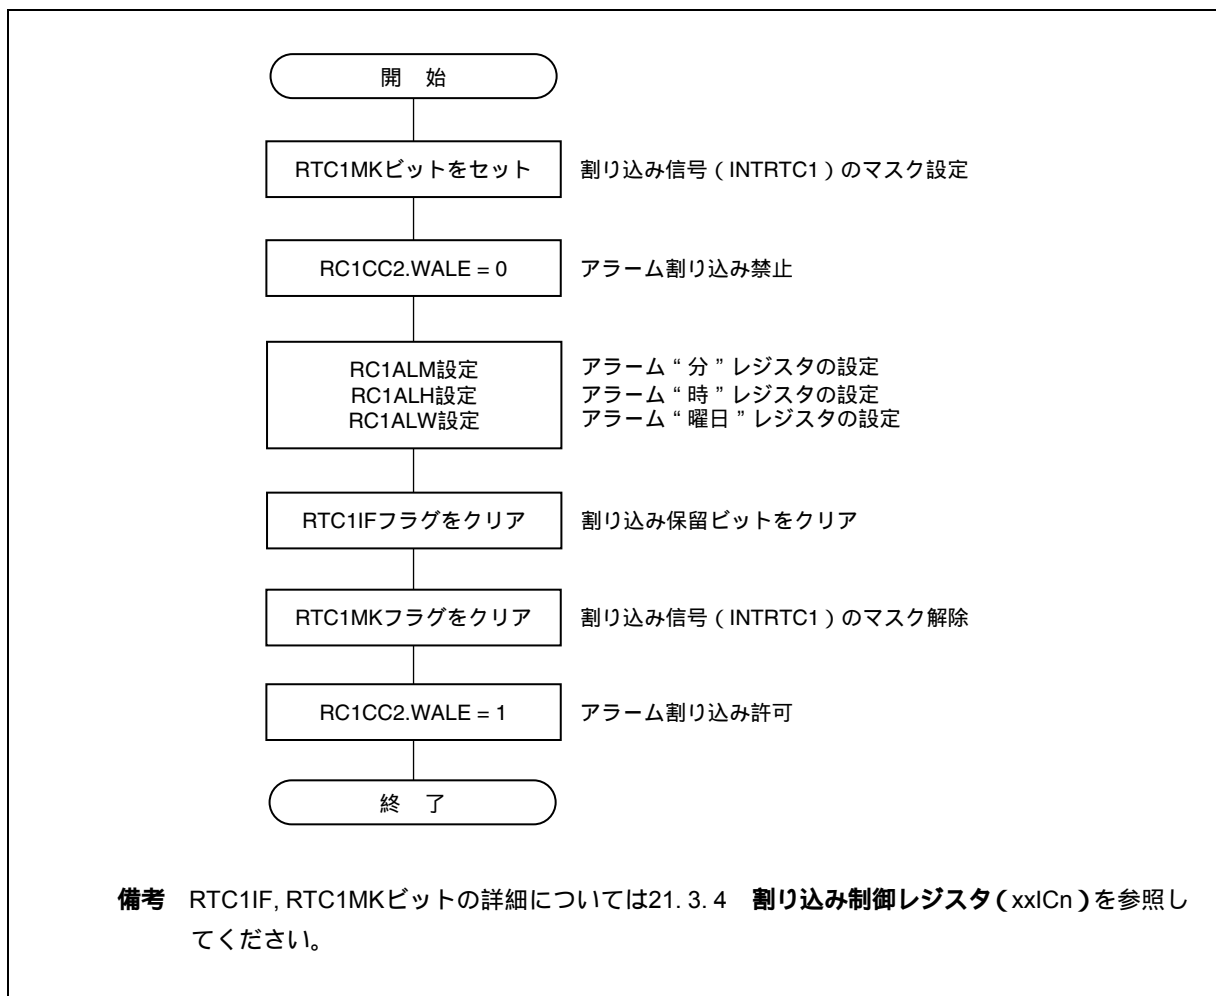 開 始
RTC1MKビットをセット 割り込み信号（INTRTC1）のマスク設定
RC1CC2.WALE = 0 アラーム割り込み禁止
RC1ALM設定 アラーム“分”レジスタの設定
RC1ALH設定 アラーム“時”レジスタの設定
RC1ALW設定 アラーム“曜日”レジスタの設定
RTC1IFフラグをクリア 割り込み保留ビットをクリア
RTC1MKフラグをクリア 割り込み信号（INTRTC1）のマスク解除
RC1CC2.WALE = 1 アラーム割り込み許可
終 了
備考 RTC1IF, RTC1MKビットの詳細については21. 3. 4 割り込み制御レジスタ（xxICn）を参照し
てください。